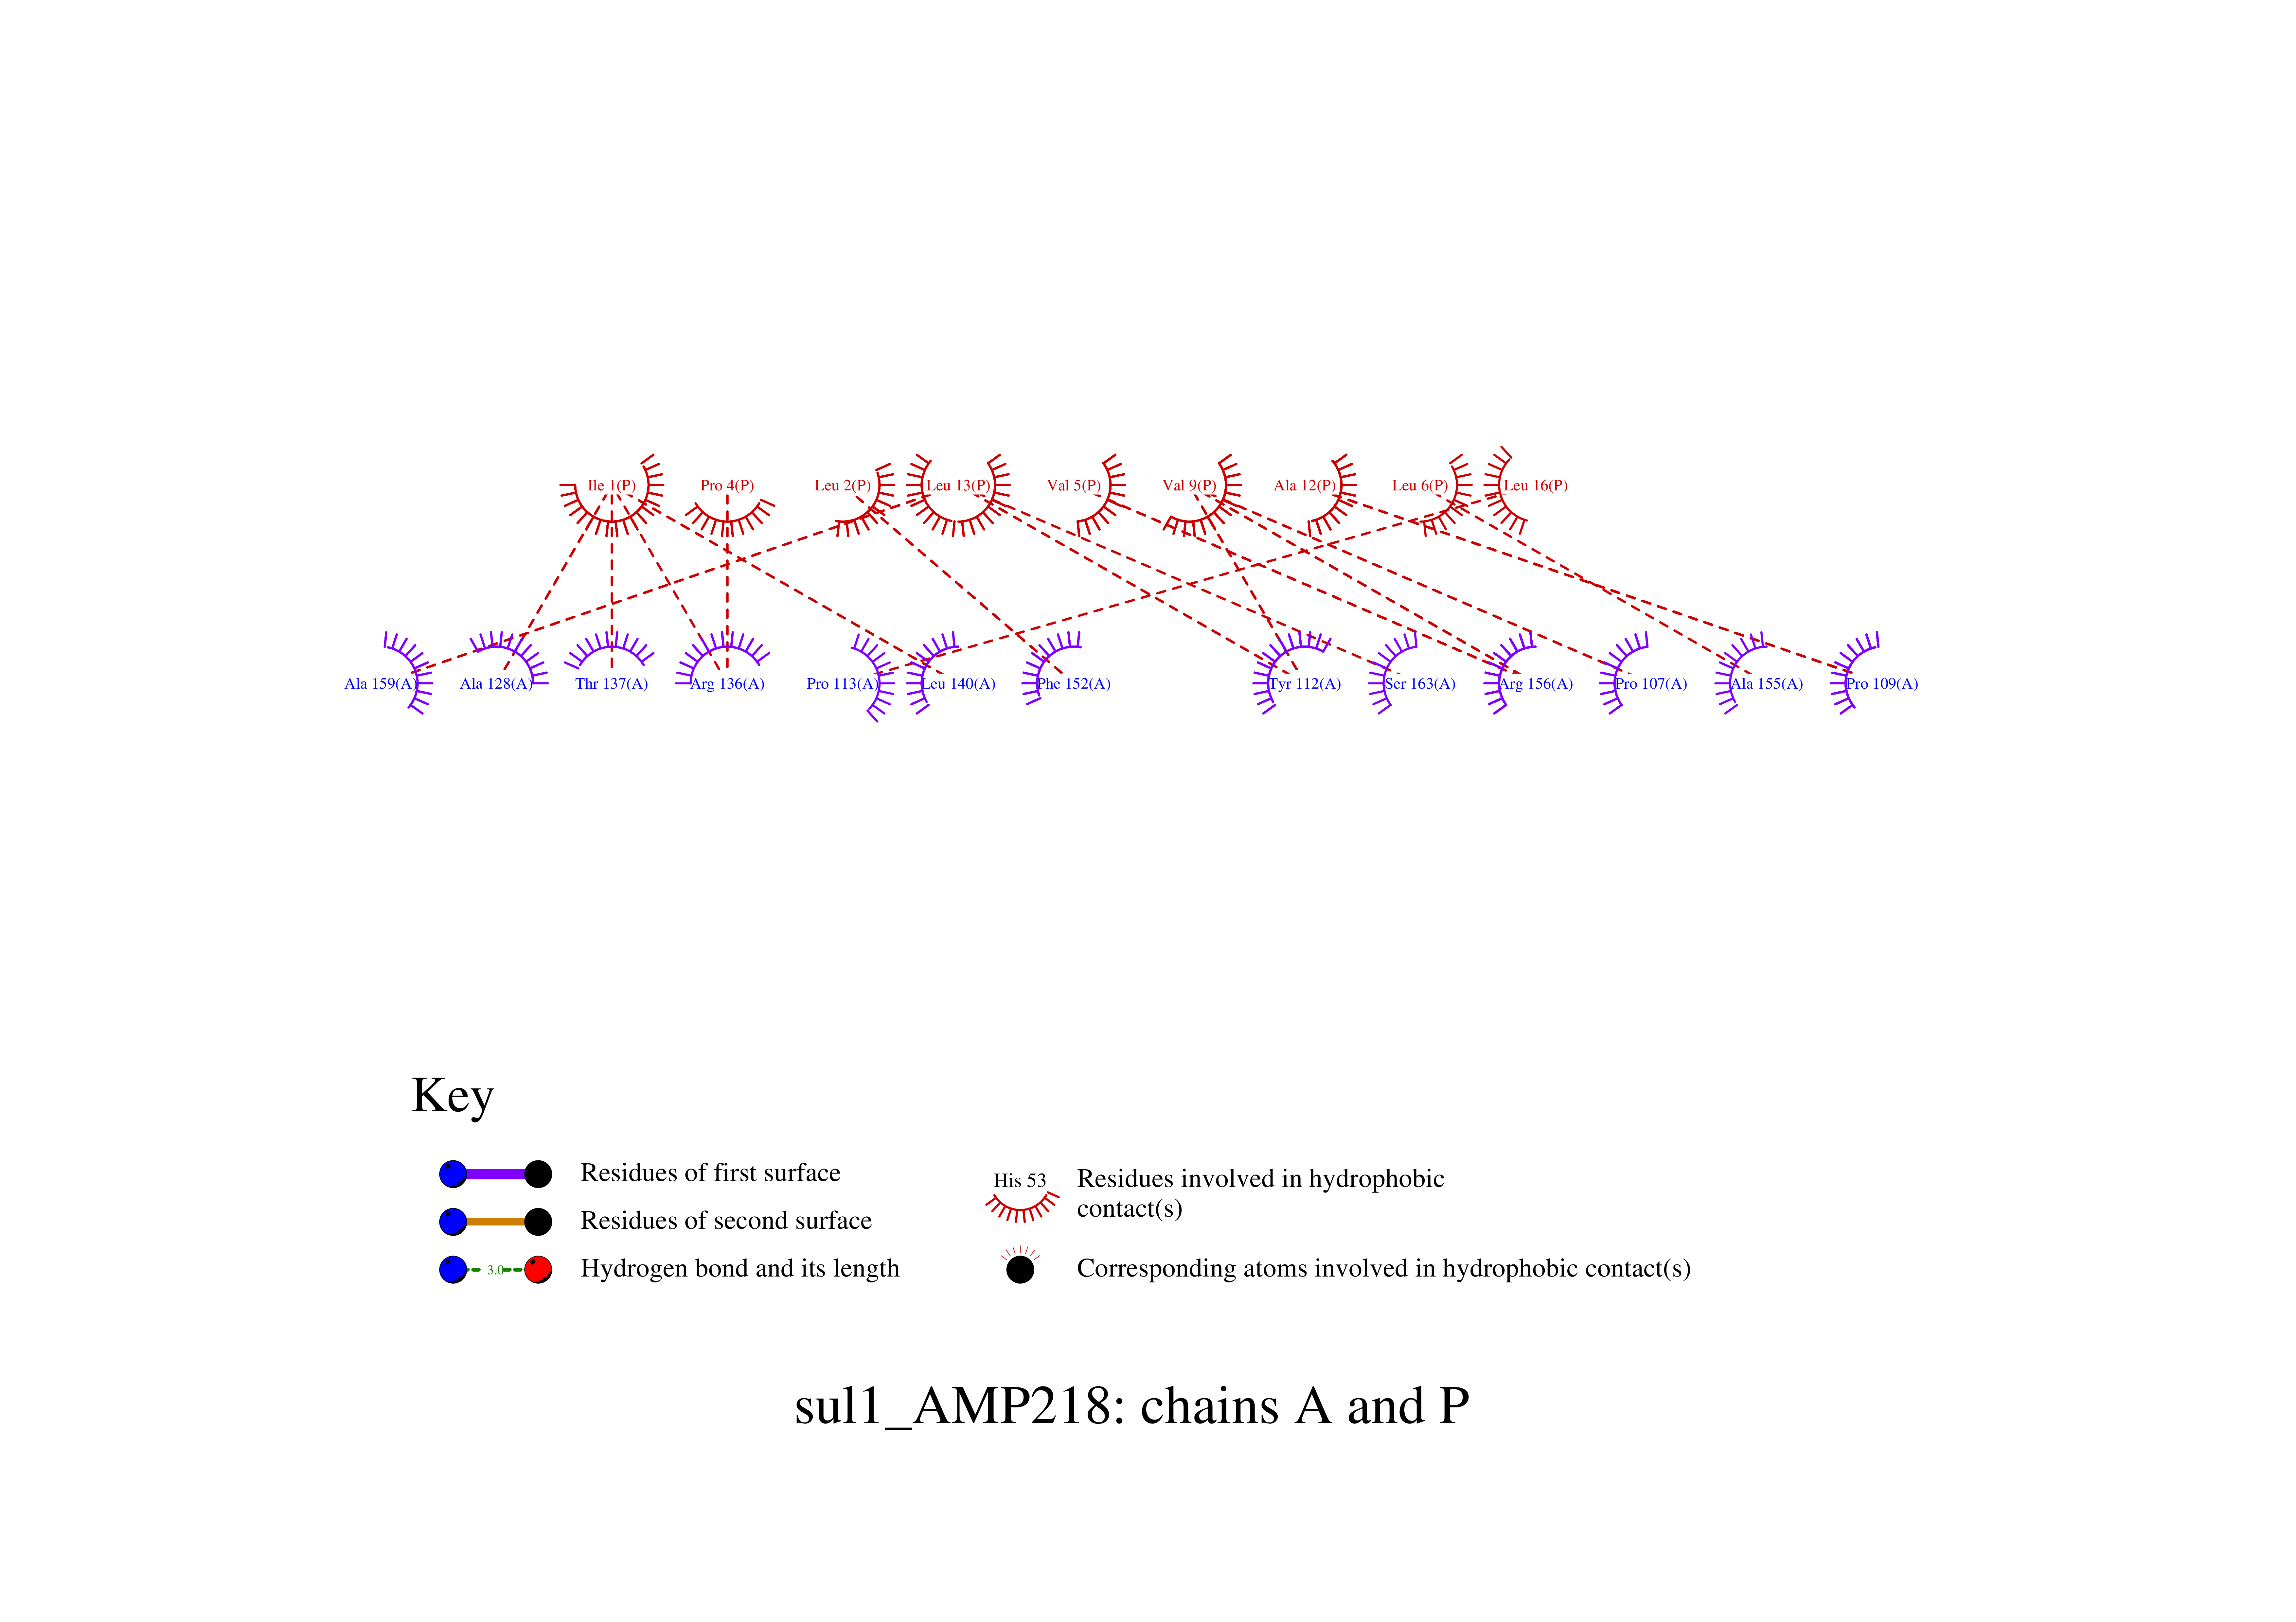 Ile 1(P) Pro 4(P) Leu 2(P) Leu 13(P) Val 5(P) Val 9(P) Ala 12(P) Leu 6(P) Leu 16(P)
Ala 159(A) Ala 128(A) Thr 137(A) Arg 136(A) Pro 113(A) Leu 140(A) Phe 152(A) Tyr 112(A) Ser 163(A) Arg 156(A) Pro 107(A) Ala 155(A) Pro 109(A)
Key
Residues of first surface
Residues of second surface
3.0 Hydrogen bond and its length
His 53 Residues involved in hydrophobic
contact(s)
Corresponding atoms involved in hydrophobic contact(s)
sul1_AMP218: chains A and P